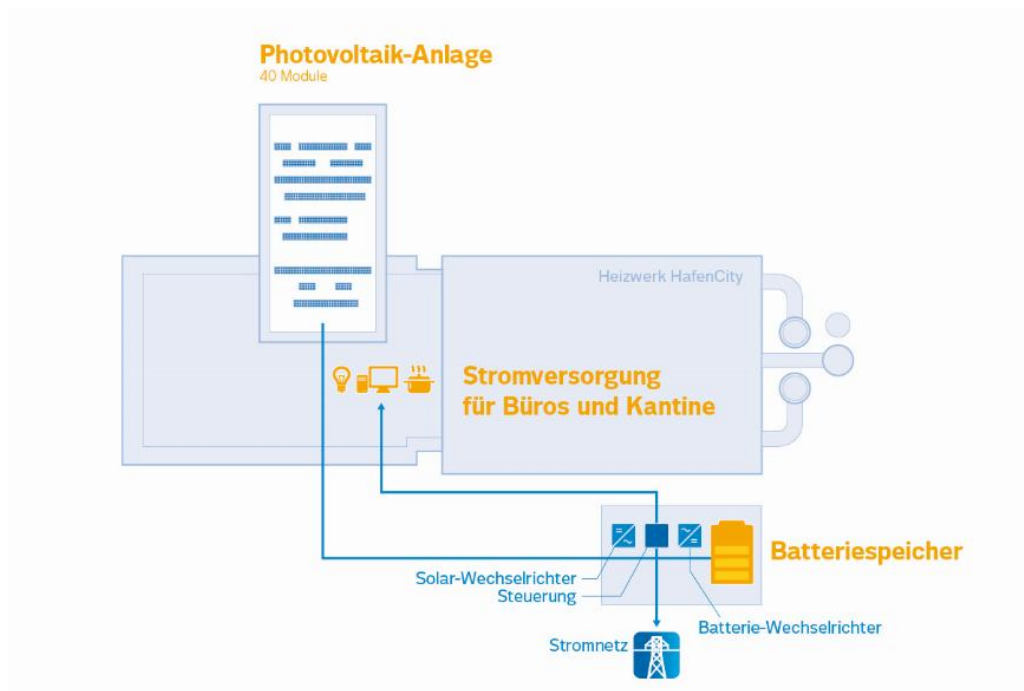 Photovoltaik-Anlage
40 Module
Heizwerk HafenCity
Stromversorgung
für Büros und Kantine
Batteriespeicher
Solar-Wechselrichter
Steuerung
Batterie-Wechselrichter
Stromnetz